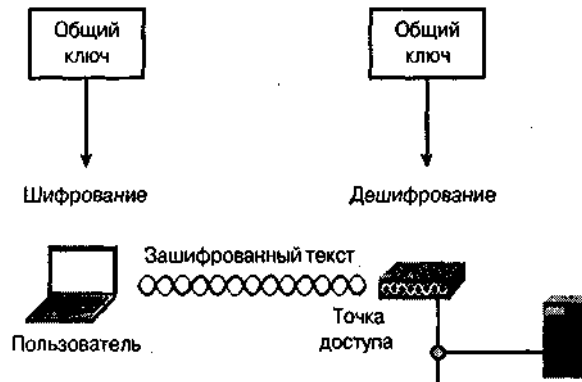 Общий
ключ
Общий
ключ
Шифрование
Дешифрование
Зашифрованный текст
Пользователь
Точка
доступа